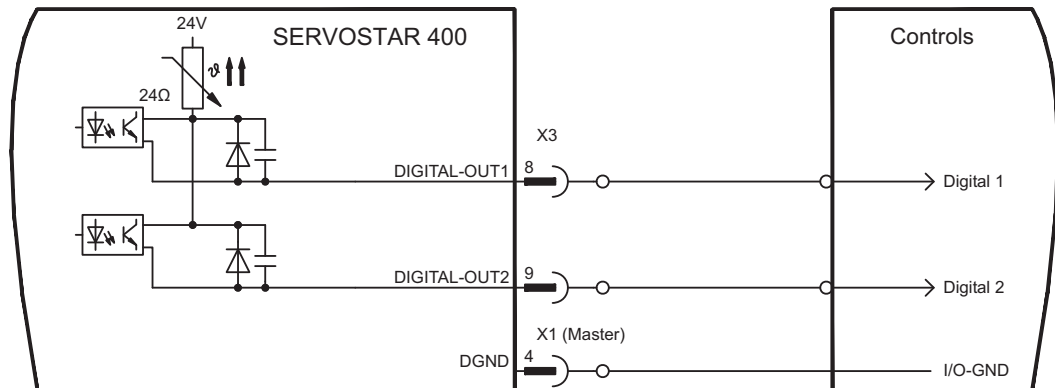 24V
SERVOSTAR 400
Controls
ϑ
24Ω
X3
DIGITAL-OUT1
8
Digital 1
DIGITAL-OUT2
9
Digital 2
X1 (Master)
DGND
4
I/O-GND